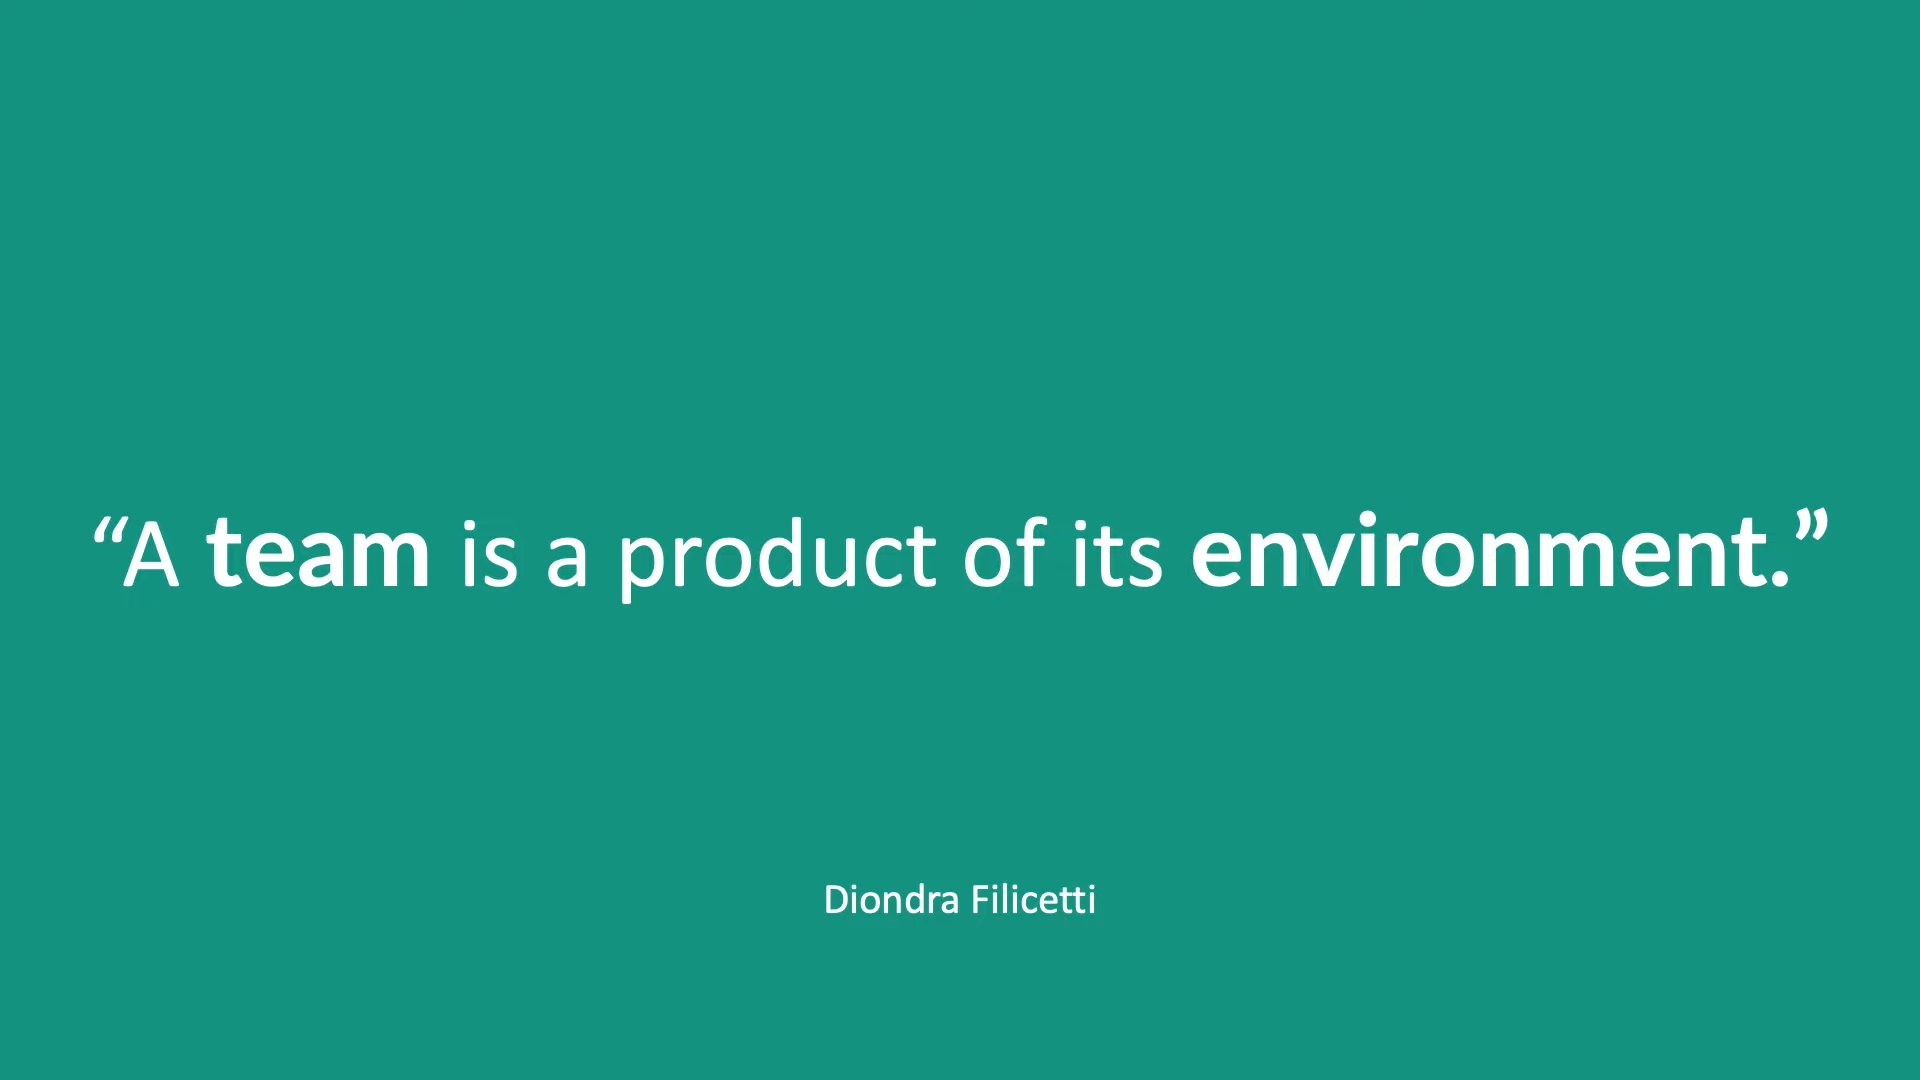 “A team is a product of its environment.”
Diondra Filicetti